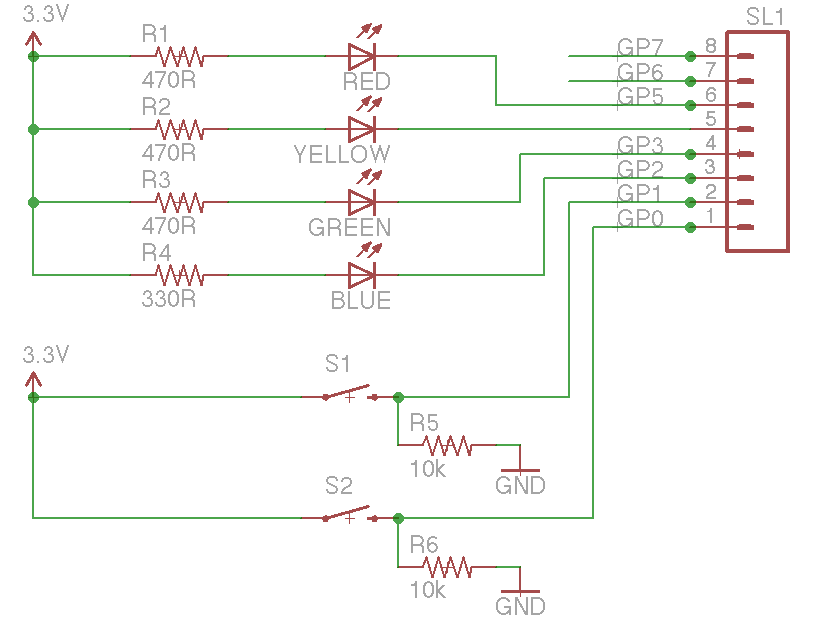 3.3V
SL1
R1
470R
RED
GP7 8
GP6 7
GP5 6
R2
470R
YELLOW
5
R3
470R
GREEN
GP3 4
GP2 3
GP1 2
GP0 1
R4
330R
BLUE
3.3V
S1
R5
10k
GND
S2
R6
10k
GND